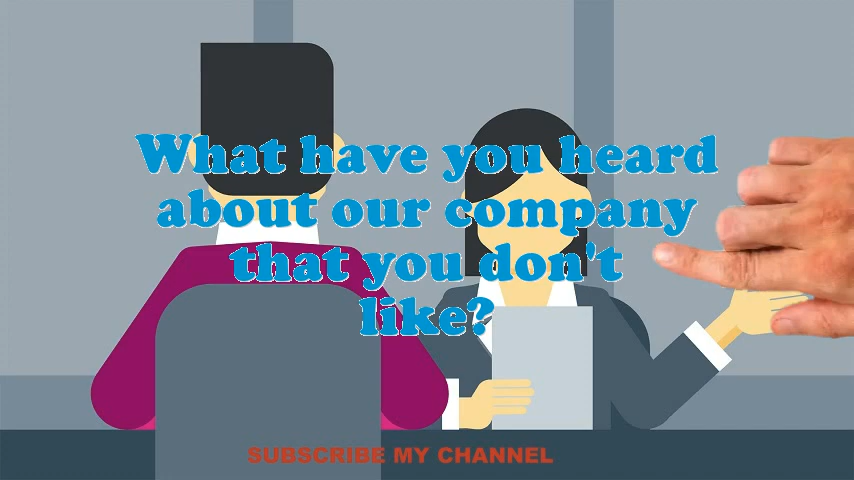 What have you heard
about our company
that you don't
like?
SUBSCRIBE MY CHANNEL